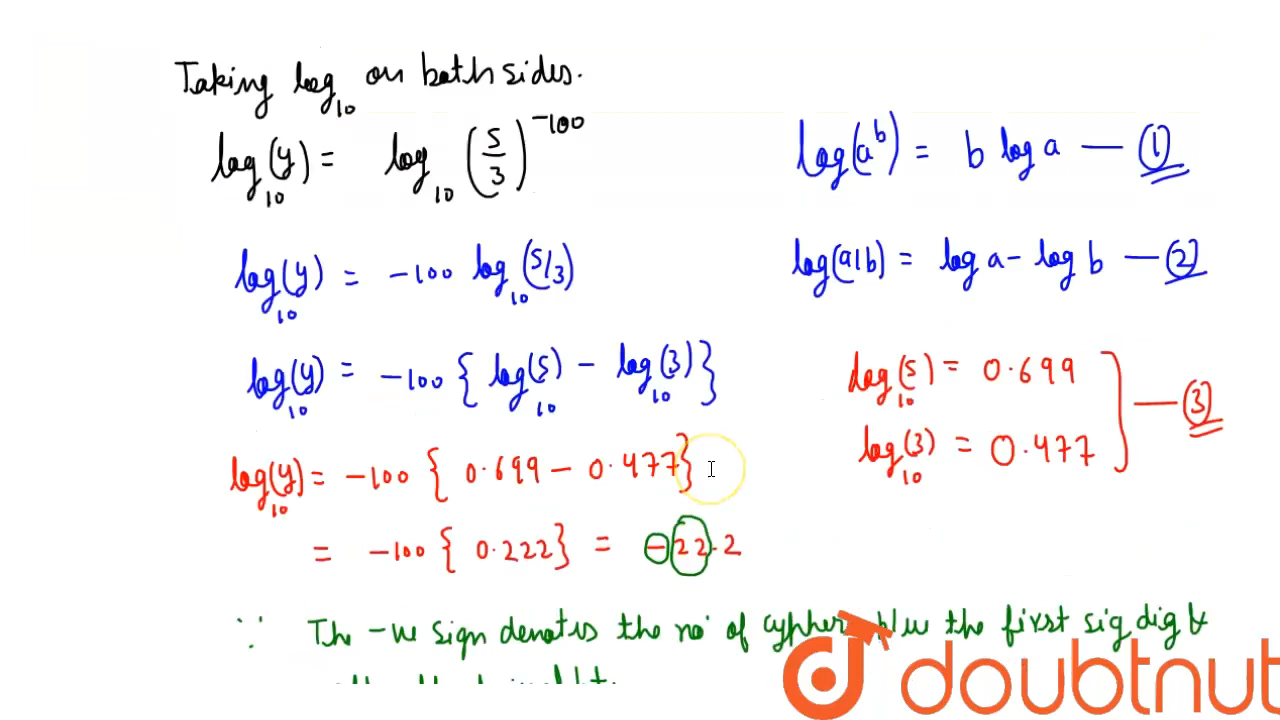 Taking log₁₀ on both sides.
log₁₀(y) = log₁₀(5/3)⁻¹⁰⁰
log(aᵇ) = b log a — ①
log₁₀(y) = -100 log₁₀(5/3)
log(a/b) = log a - log b — ②
log₁₀(y) = -100 { log₁₀(5) - log₁₀(3) }
log₁₀(5) = 0.699
log₁₀(3) = 0.477 } — ③
log₁₀(y) = -100 { 0.699 - 0.477 }
= -100 { 0.222 } = -22.2
∵ The -ve sign denotes the no. of cypher b/w the first sig dig &
doubtnut